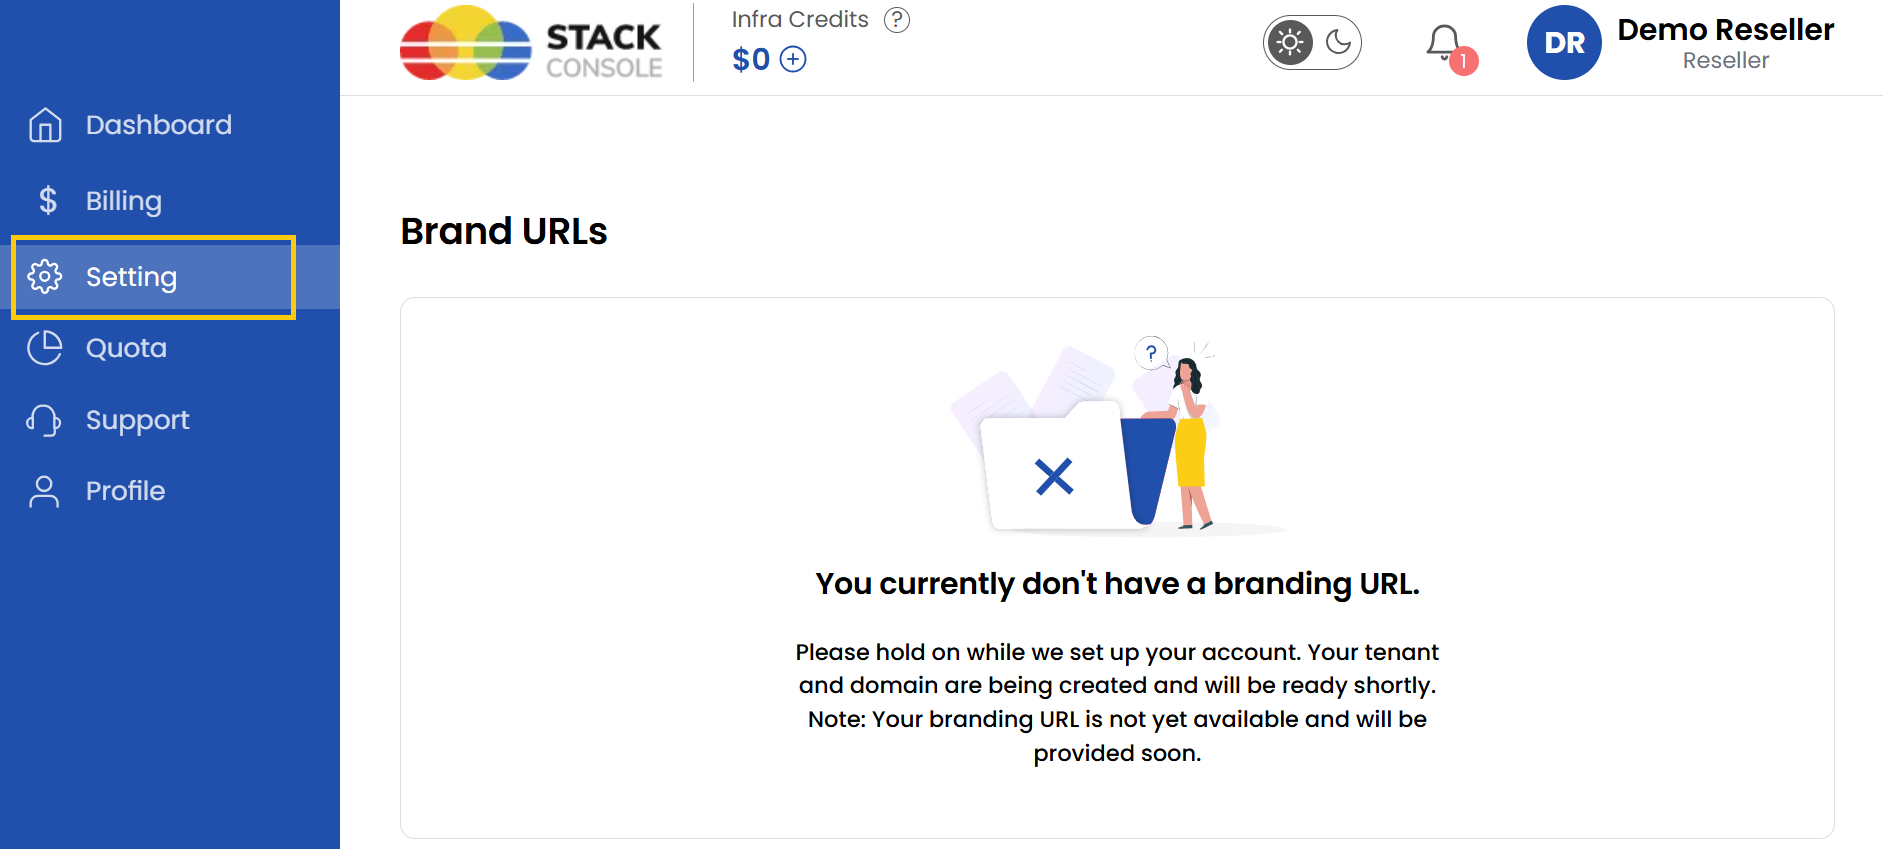 STACK
CONSOLE
Infra Credits ?
$0
1
DR
Demo Reseller
Reseller
Dashboard
$ Billing
Setting
Quota
Support
Profile
Brand URLs
?
You currently don't have a branding URL.
Please hold on while we set up your account. Your tenant
and domain are being created and will be ready shortly.
Note: Your branding URL is not yet available and will be
provided soon.